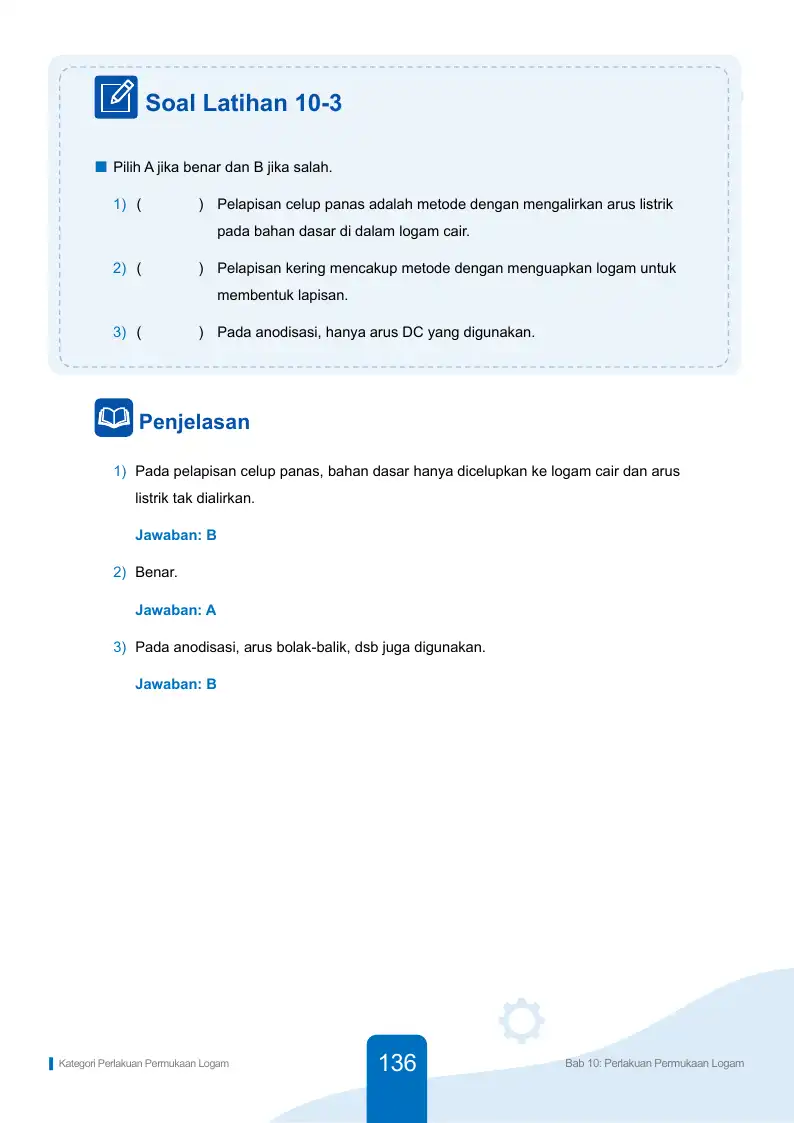 Soal Latihan 10-3
Pilih A jika benar dan B jika salah.
1) ( ) Pelapisan celup panas adalah metode dengan mengalirkan arus listrik
pada bahan dasar di dalam logam cair.
2) ( ) Pelapisan kering mencakup metode dengan menguapkan logam untuk
membentuk lapisan.
3) ( ) Pada anodisasi, hanya arus DC yang digunakan.
Penjelasan
1) Pada pelapisan celup panas, bahan dasar hanya dicelupkan ke logam cair dan arus
listrik tak dialirkan.
Jawaban: B
2) Benar.
Jawaban: A
3) Pada anodisasi, arus bolak-balik, dsb juga digunakan.
Jawaban: B
Kategori Perlakuan Permukaan Logam
136
Bab 10: Perlakuan Permukaan Logam